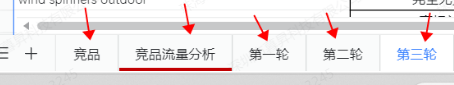 wind spinners outdoor
竞品 竞品流量分析 第一轮 第二轮 第三轮